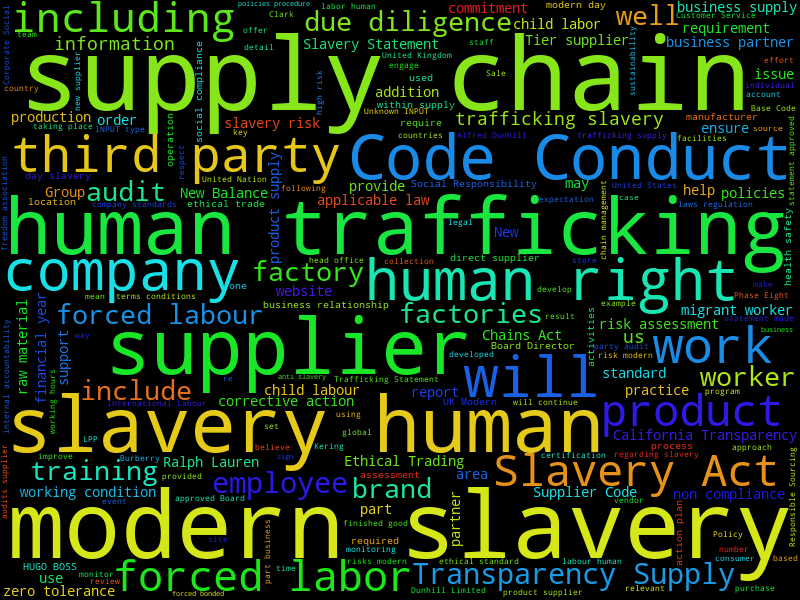 policies procedure
labor human
commitment
modern day
business supply
including
Clark
due diligence
child labor
well
Customer Service
team
offer
requirement
Corporate Social
information
detail
Slavery Statement
staff
Tier supplier
business partner
supply chain
United Kingdom
engage
effort
issue
country
new supplier
social compliance
high risk
used
Sale
sustainability
individual
addition
within supply
account
production
order
Unknown INPUT
trafficking slavery
manufacturer
Base Code
taking place
INPUT type
slavery risk
require
ensure
source
operation
key
countries
Alfred Dunhill
trafficking supply
facilities
third party
Code Conduct
respect
day slavery
United Nation
following
statement approved
freedom association
Group
audit
New Balance
provide
Social Responsibility
may
United States
help
policies
location
company standards
ethical trade
product supply
applicable law
expectation
case
laws regulation
human trafficking
legal
New
chain management
health safety
company
head office
collection
direct supplier
store
one
factory
human right
make
mean
terms conditions
website
develop
Phase Eight
forced labour
business relationship
factories
result
example
migrant worker
statement made
raw material
financial year
activities
risk assessment
business
internal accountability
way
supplier
Chains Act
us
work
support
Board Director
party audit
developed
risk modern
standard
working hours
re
anti slavery
Trafficking Statement
will
worker
include
child labour
report
practice
program
international Labour
corrective action
UK Modern
will continue
slavery human
set
using
product
LPP
global
California Transparency
believe
Kering
process
approach
improve
Burberry
sign
certification
regarding slavery
training
Ralph Lauren
Ethical Trading
area
Slavery Act
audits supplier
provided
assessment
working condition
employee
brand
Supplier Code
non compliance
event
approved Board
part
partner
vendor
Responsible Sourcing
modern slavery
finished good
action plan
Policy
site
part business
required
monitoring
number
consumer
based
HUGO BOSS
time
risks modern
ethical standard
labour human
use
monitor
review
forced labor
Transparency Supply
zero tolerance
forced bonded
Dunhill Limited
product supplier
relevant
purchase